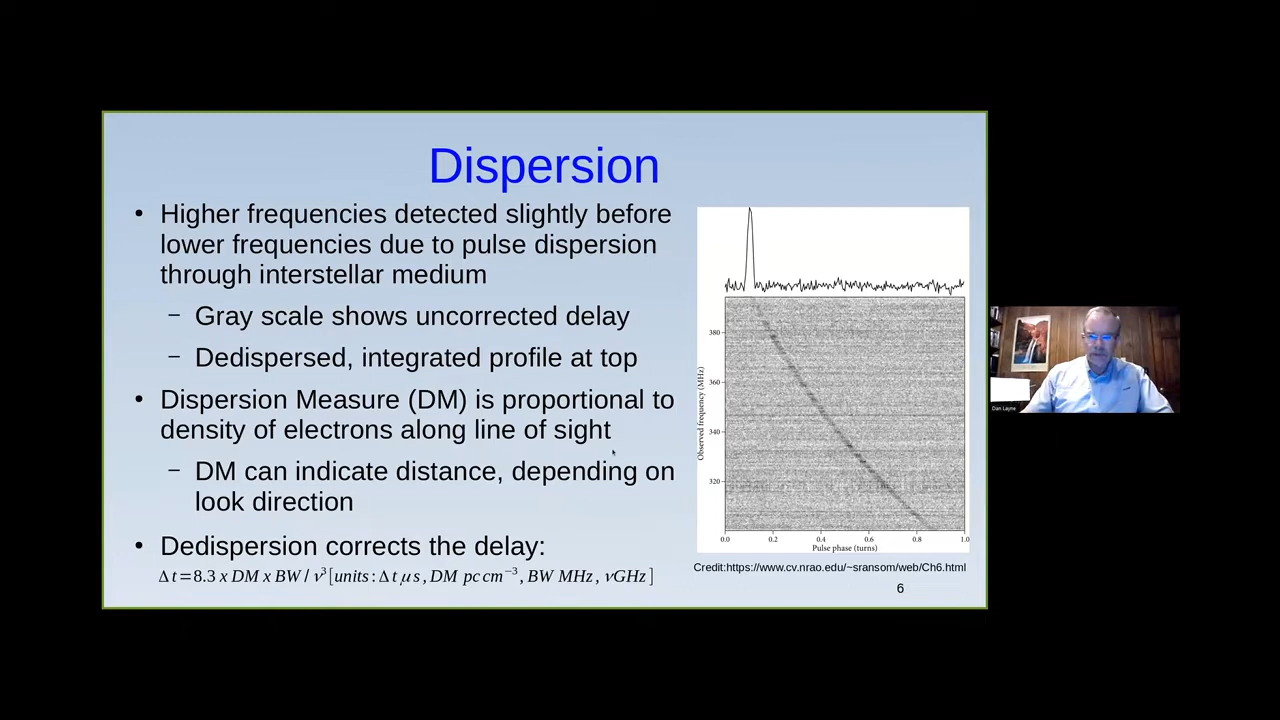 Dispersion
• Higher frequencies detected slightly before
lower frequencies due to pulse dispersion
through interstellar medium
– Gray scale shows uncorrected delay
– Dedispersed, integrated profile at top
• Dispersion Measure (DM) is proportional to
density of electrons along line of sight
– DM can indicate distance, depending on
look direction
• Dedispersion corrects the delay:
Δt=8.3 x DM x BW / ν³ [units: Δt μs, DM pc cm⁻³, BW MHz, νGHz]
Observed frequency (MHz)
380
360
340
320
0.0 0.2 0.4 0.6 0.8 1.0
Pulse phase (turns)
Credit:https://www.cv.nrao.edu/~sransom/web/Ch6.html
6
Dan Layne